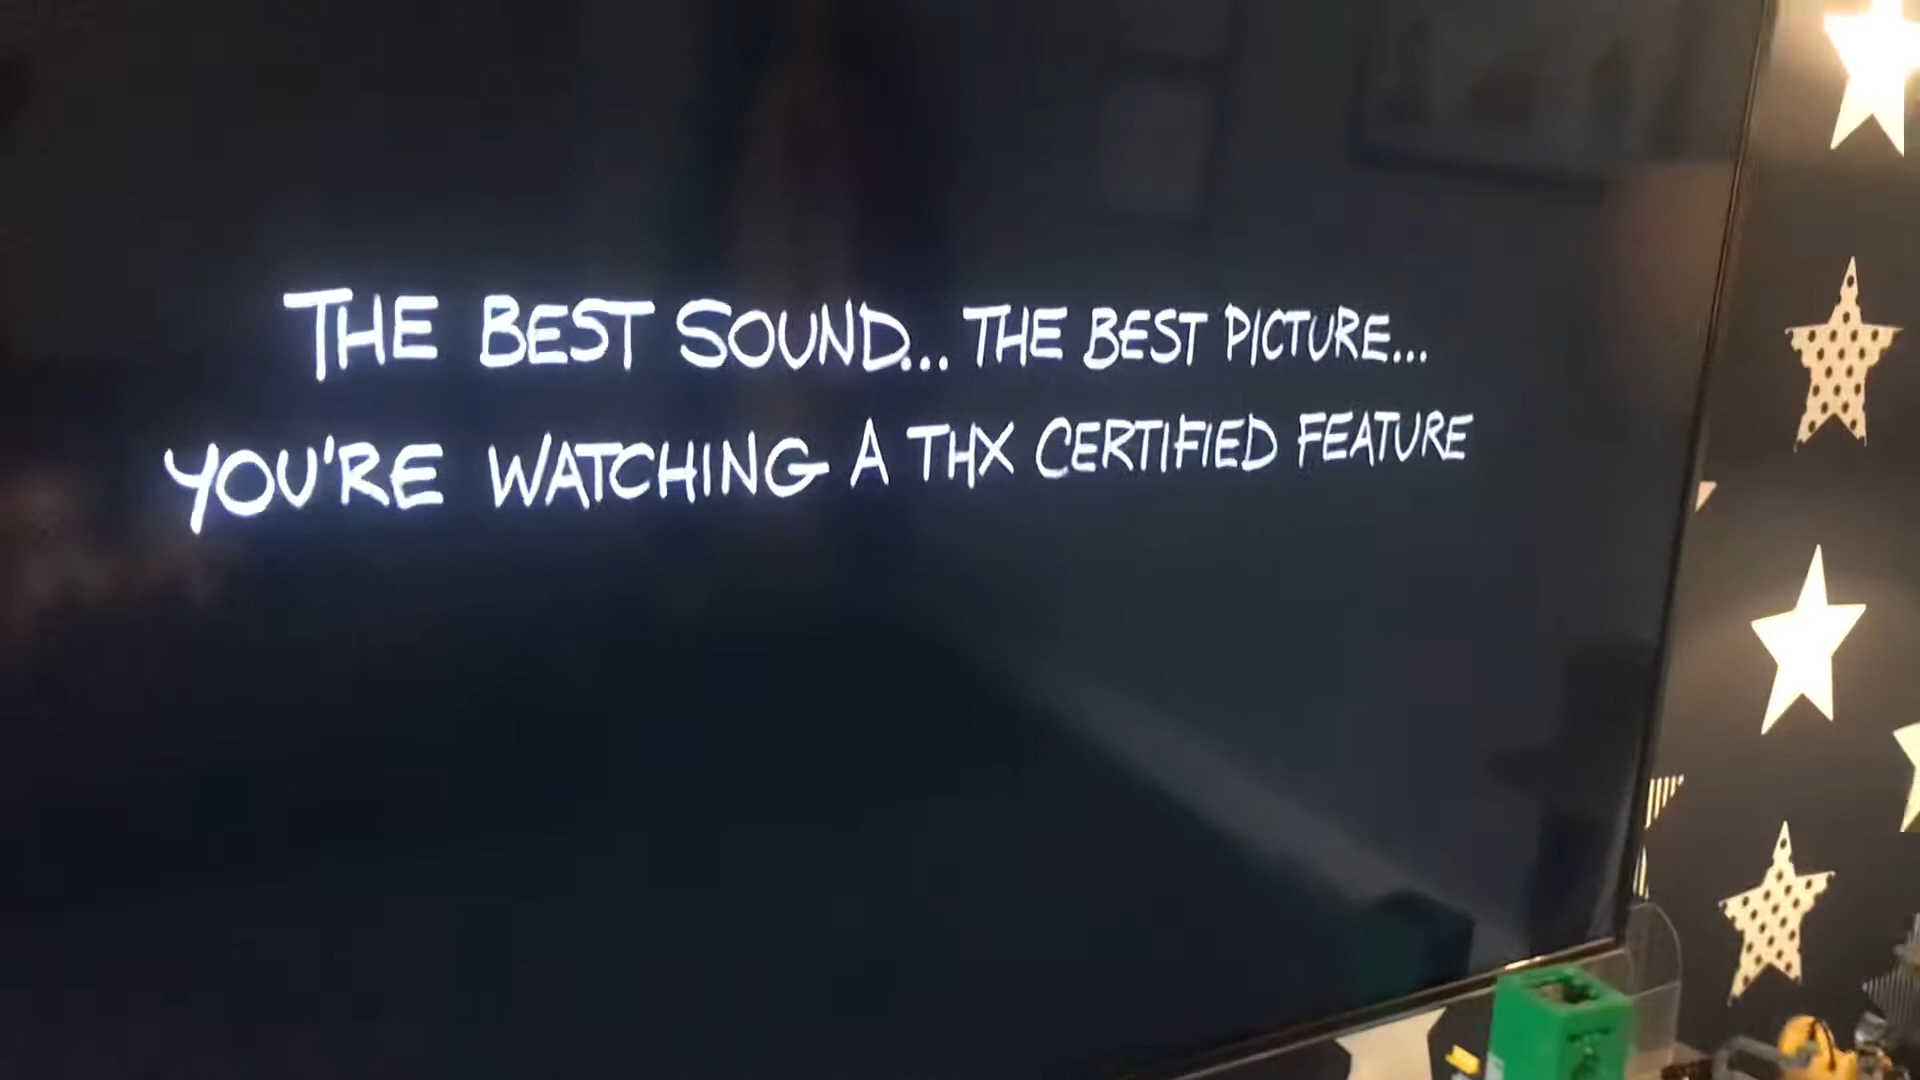 THE BEST SOUND... THE BEST PICTURE...
YOU'RE WATCHING A THX CERTIFIED FEATURE